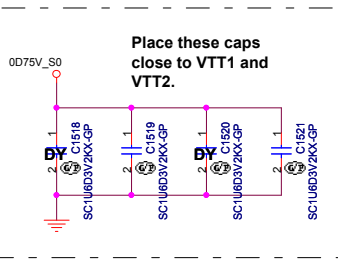 Place these caps
close to VTT1 and
VTT2.
0D75V_S0
1
2
DY
C1518
SC1U6D3V2KX-GP
1
2
C1519
SC1U6D3V2KX-GP
1
2
DY
C1520
SC1U6D3V2KX-GP
1
2
C1521
SC1U6D3V2KX-GP